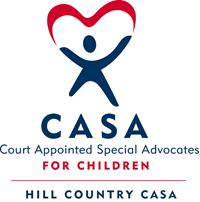 CASA
Court Appointed Special Advocates
FOR CHILDREN
HILL COUNTRY CASA